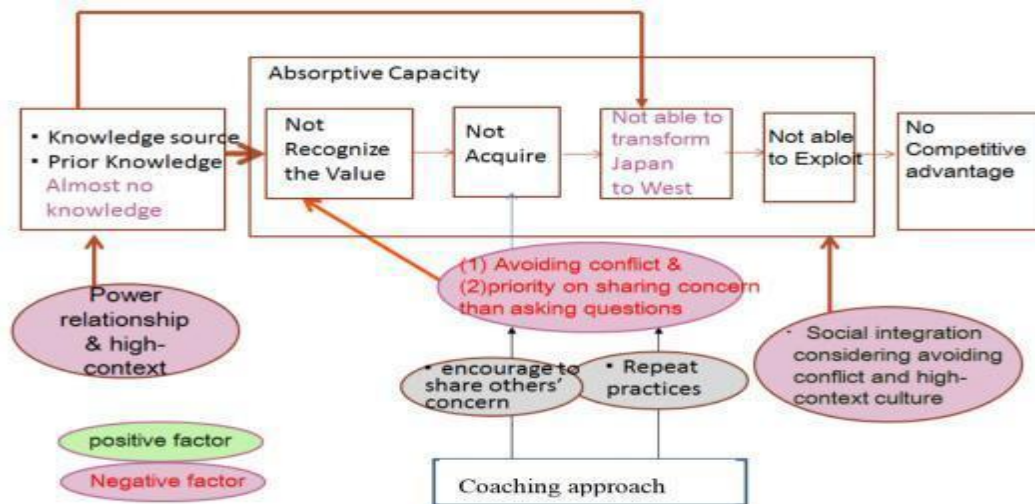 Absorptive Capacity
• Knowledge source
• Prior Knowledge
Almost no
knowledge
Not
Recognize
the Value
Not
Acquire
Not able to
transform
Japan
to West
Not able
to Exploit
No
Competitive
advantage
Power
relationship
& high-
context
(1) Avoiding conflict &
(2)priority on sharing concern
than asking questions
• Social integration
considering avoiding
conflict and high-
context culture
• encourage to
share others’
concern
• Repeat
practices
positive factor
Negative factor
Coaching approach